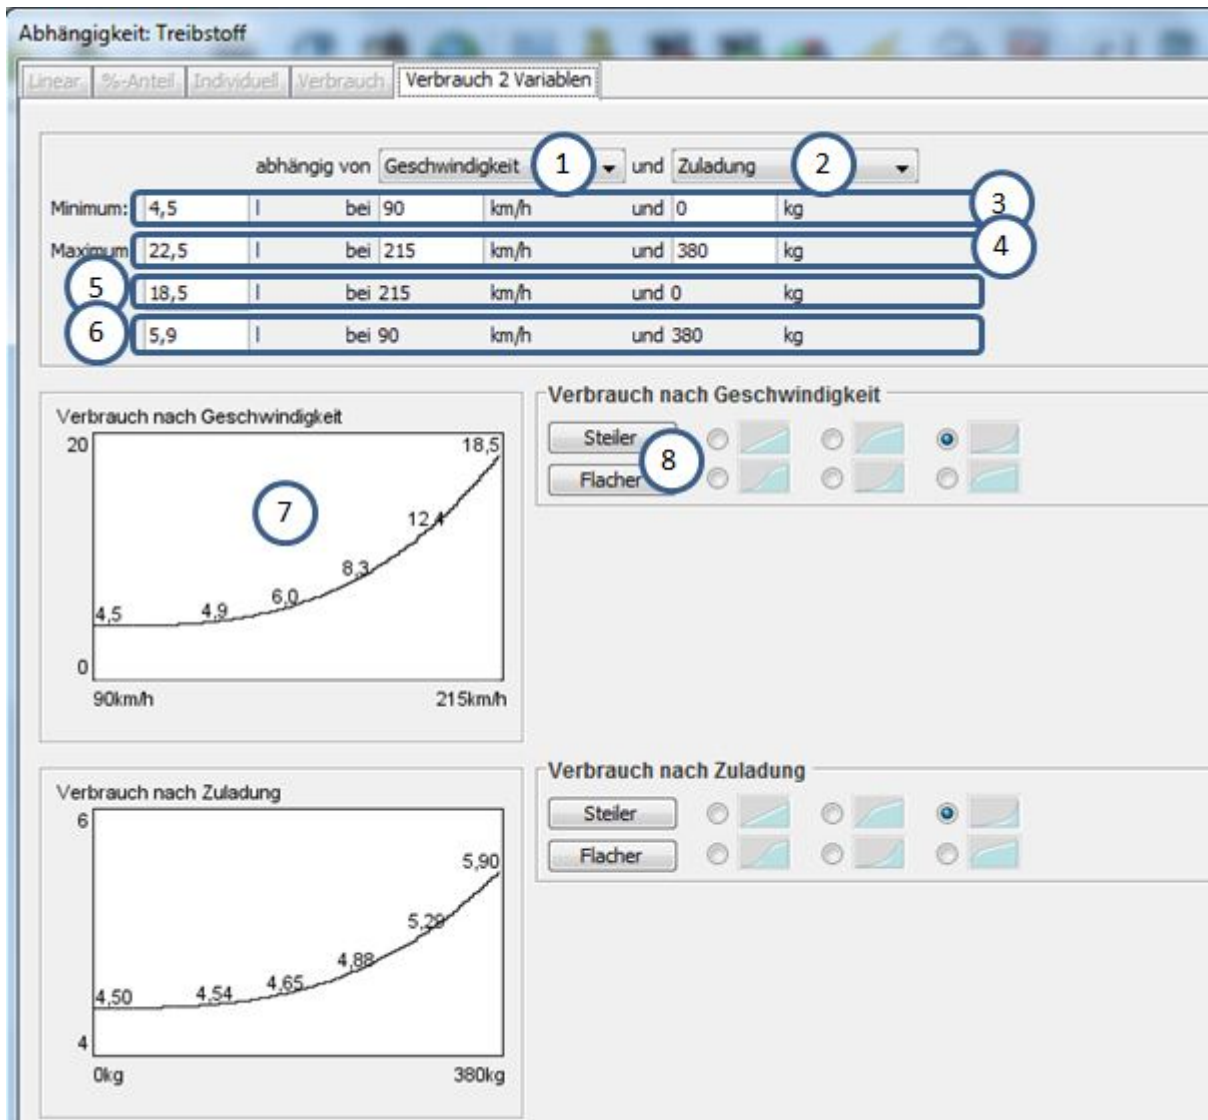 Abhängigkeit: Treibstoff
Linear %-Anteil Individuell Verbrauch Verbrauch 2 Variablen
abhängig von Geschwindigkeit 1 und Zuladung 2
Minimum: 4,5 l bei 90 km/h und 0 kg 3
Maximum 22,5 l bei 215 km/h und 380 kg 4
5 18,5 l bei 215 km/h und 0 kg
6 5,9 l bei 90 km/h und 380 kg
Verbrauch nach Geschwindigkeit
20
18,5
7
12,4
8,3
6,0
4,9
4,5
0
90km/h 215km/h
Verbrauch nach Geschwindigkeit
Steiler
8
Flacher
Verbrauch nach Zuladung
6
5,90
5,29
4,88
4,65
4,54
4,50
4
0kg 380kg
Verbrauch nach Zuladung
Steiler
Flacher